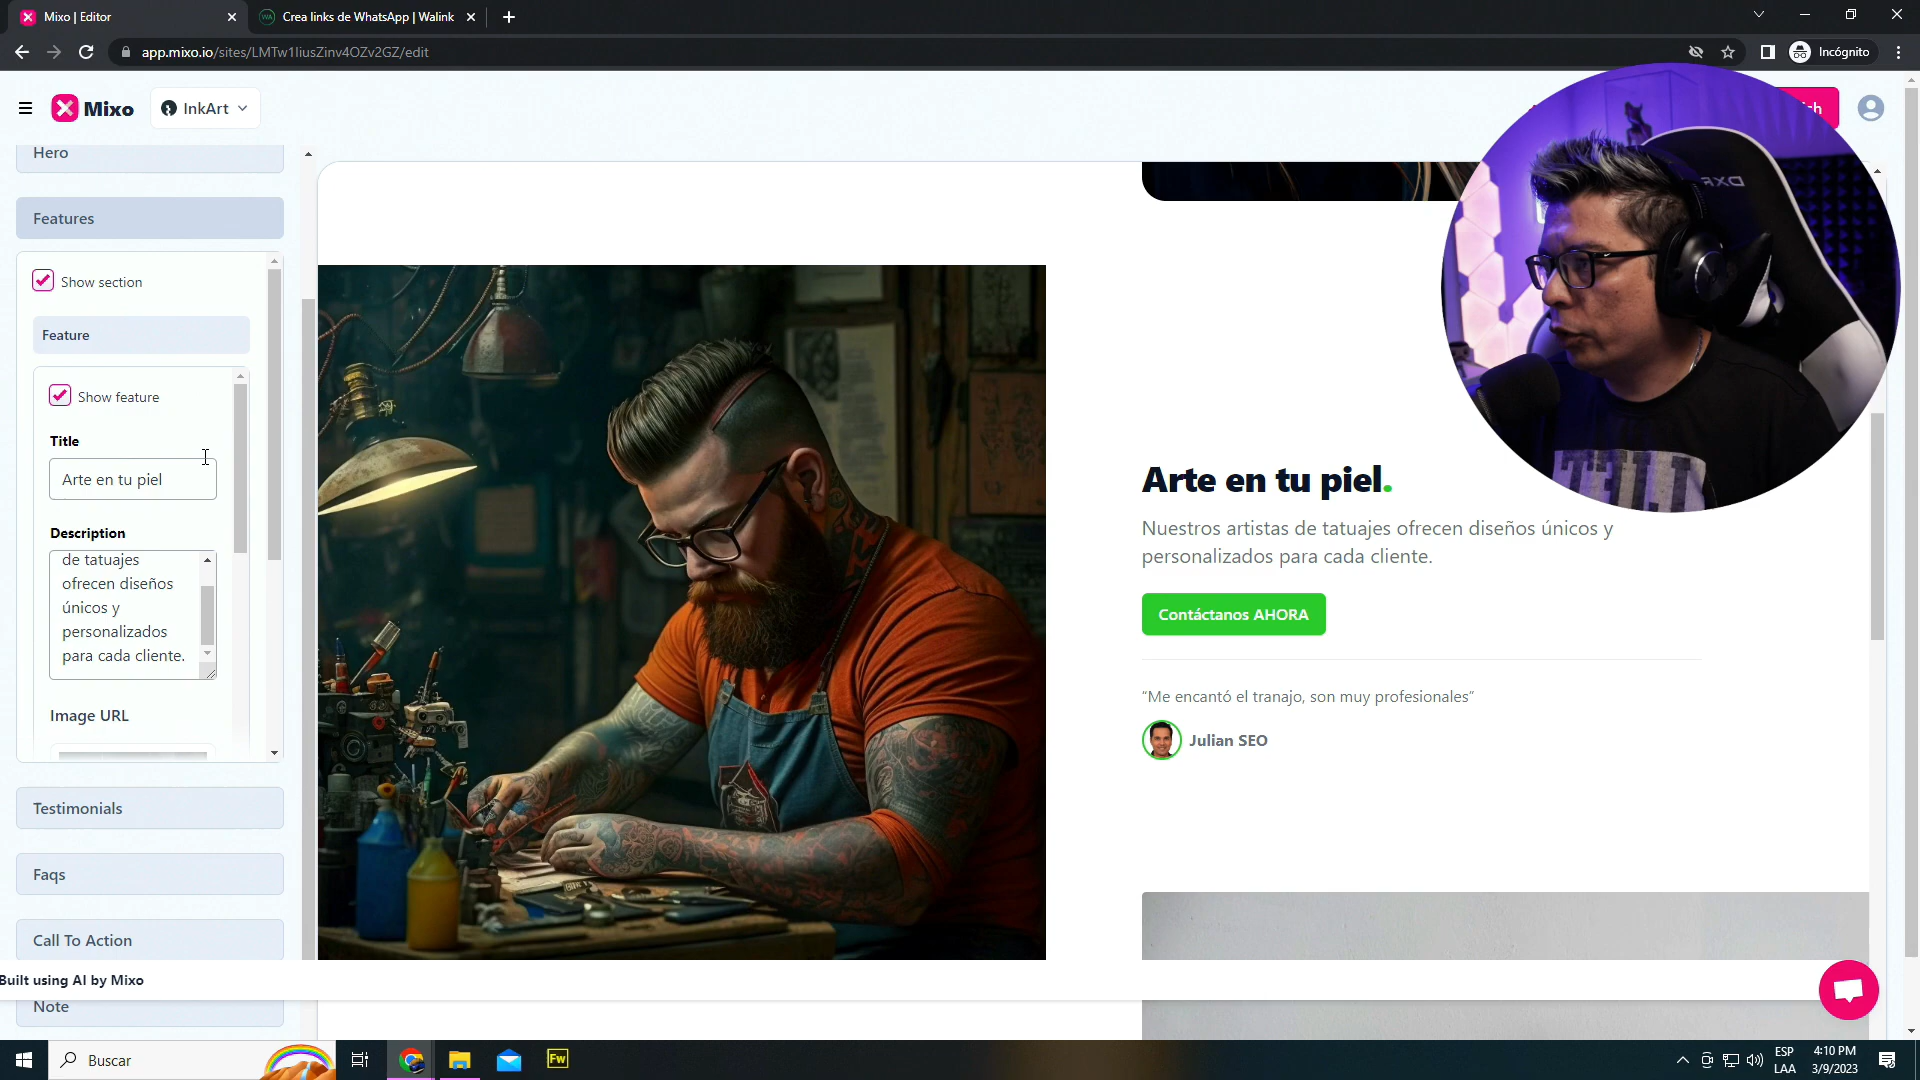 Mixo | Editor
Crea links de WhatsApp | Walink
app.mixo.io/sites/LMTw1IiusZinv4OZv2GZ/edit
Incógnito
Mixo
InkArt
Hero
Features
Show section
Feature
Show feature
Title
Arte en tu piel
Description
de tatuajes
ofrecen diseños
únicos y
personalizados
para cada cliente.
Image URL
Testimonials
Faqs
Call To Action
Built using AI by Mixo
Note
Arte en tu piel.
Nuestros artistas de tatuajes ofrecen diseños únicos y
personalizados para cada cliente.
Contáctanos AHORA
“Me encantó el tranajo, son muy profesionales”
Julian SEO
DXR
Buscar
Fw
ESP
LAA
4:10 PM
3/9/2023